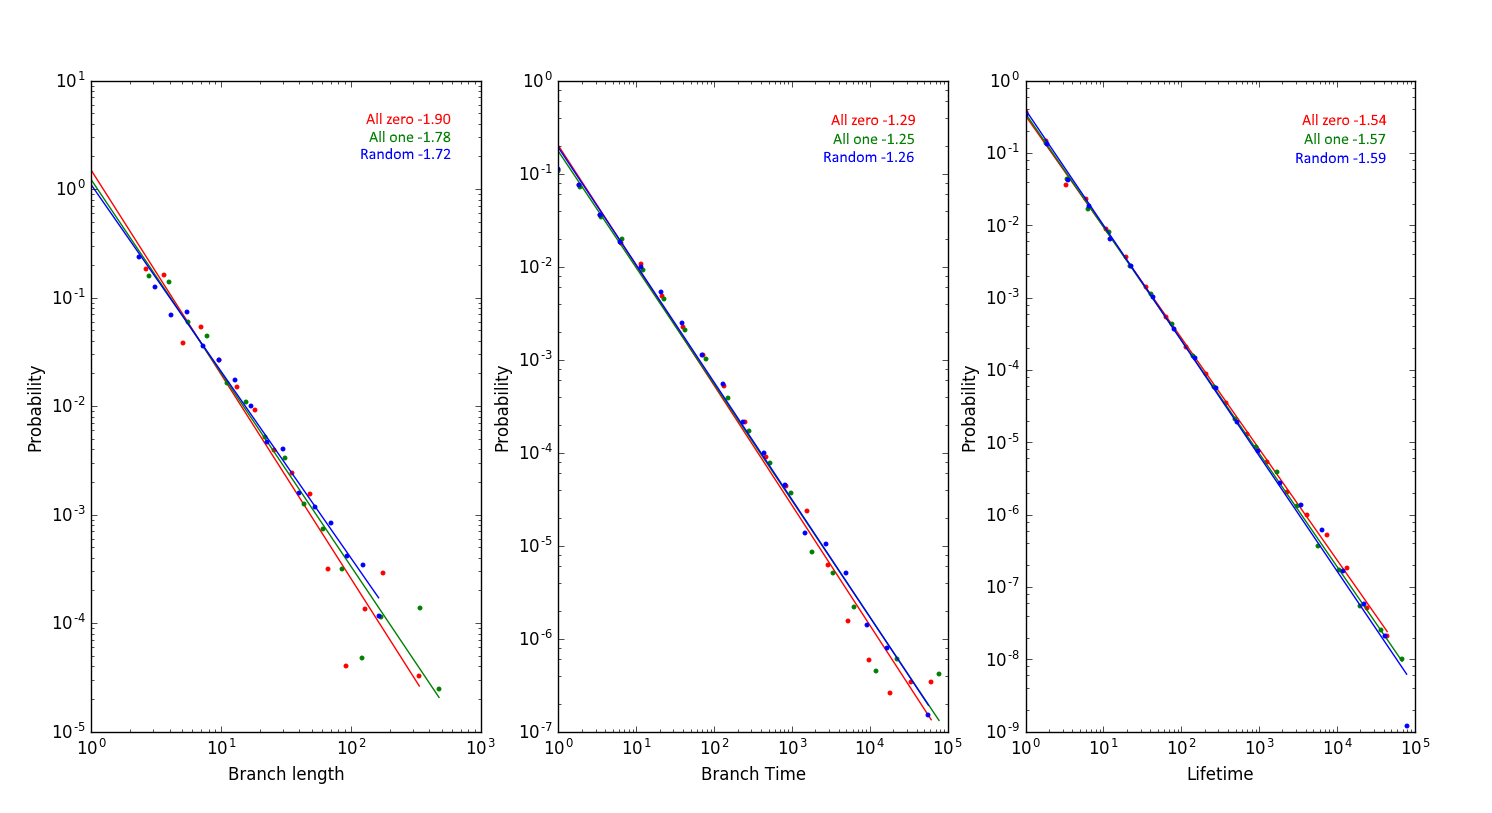 10^1
10^0
10^-1
10^-2
10^-3
10^-4
10^-5
Probability
10^0 10^1 10^2 10^3
Branch length
All zero -1.90
All one -1.78
Random -1.72
10^0
10^-1
10^-2
10^-3
10^-4
10^-5
10^-6
10^-7
Probability
10^0 10^1 10^2 10^3 10^4 10^5
Branch Time
All zero -1.29
All one -1.25
Random -1.26
10^0
10^-1
10^-2
10^-3
10^-4
10^-5
10^-6
10^-7
10^-8
10^-9
Probability
10^0 10^1 10^2 10^3 10^4 10^5
Lifetime
All zero -1.54
All one -1.57
Random -1.59